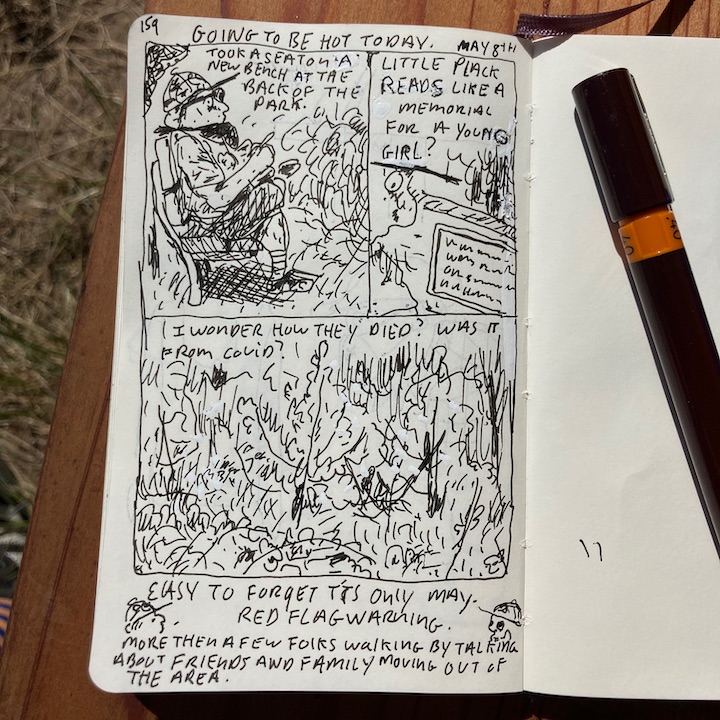 159
GOING TO BE HOT TODAY.
MAY 8TH
TOOK A SEAT ON A
NEW BENCH AT THE
BACK OF THE
PARK.
LITTLE PLACK
READS LIKE A
MEMORIAL
FOR A YOUNG
GIRL?
I WONDER HOW THEY DIED? WAS IT
FROM COVID?
EASY TO FORGET IT'S ONLY MAY.
RED FLAG WARNING.
MORE THEN A FEW FOLKS WALKING BY TALKING
ABOUT FRIENDS AND FAMILY MOVING OUT OF
THE AREA.